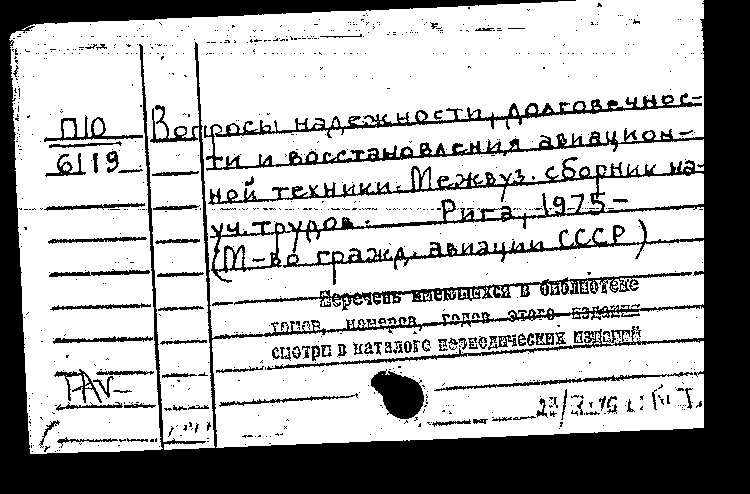 П10
6119
Вопросы надежности, долговечнос-
ти и восстановления авиацион-
ной техники. Межвуз. сборник на-
уч. трудов. Рига, 1975-
(М-во гражд. авиации СССР)
Перечень имеющихся в библиотеке
томов, номеров, годов этого издания
смотри в каталоге периодических изданий